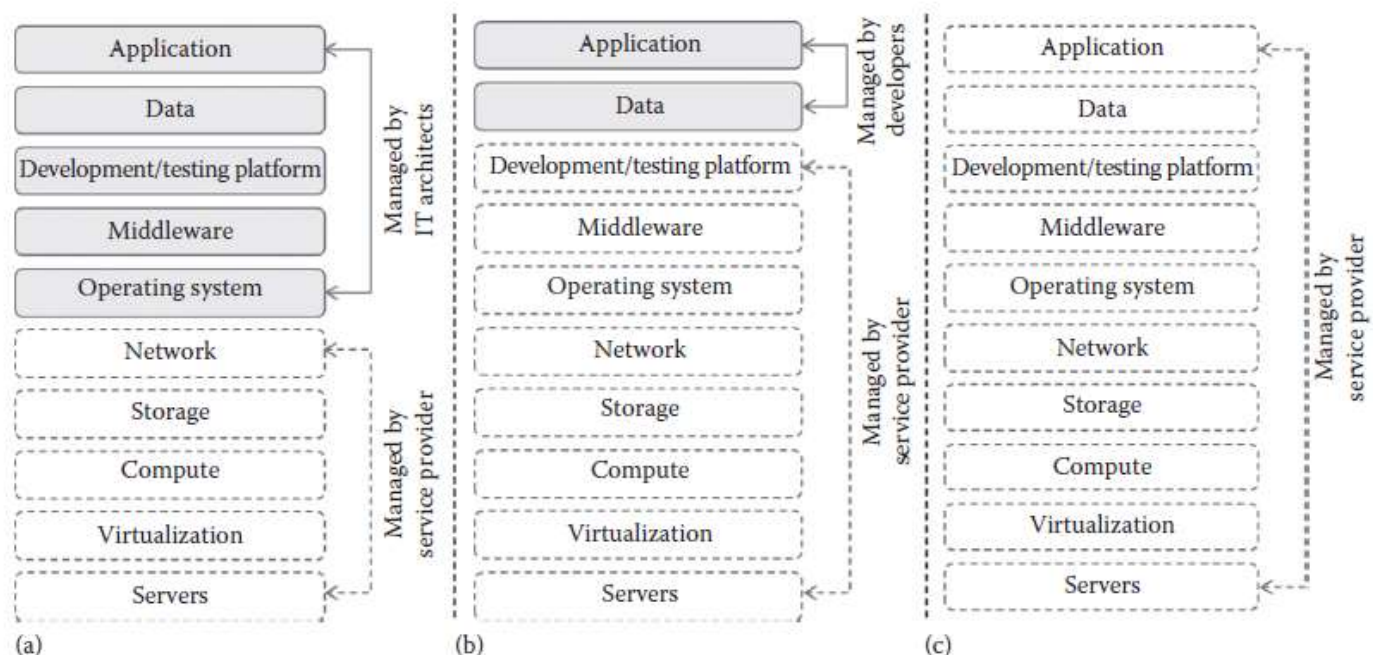 Application
Data
Development/testing platform
Middleware
Operating system
Network
Storage
Compute
Virtualization
Servers
Managed by
IT architects
Managed by
service provider
(a)
Application
Data
Development/testing platform
Middleware
Operating system
Network
Storage
Compute
Virtualization
Servers
Managed by
developers
Managed by
service provider
(b)
Application
Data
Development/testing platform
Middleware
Operating system
Network
Storage
Compute
Virtualization
Servers
Managed by
service provider
(c)